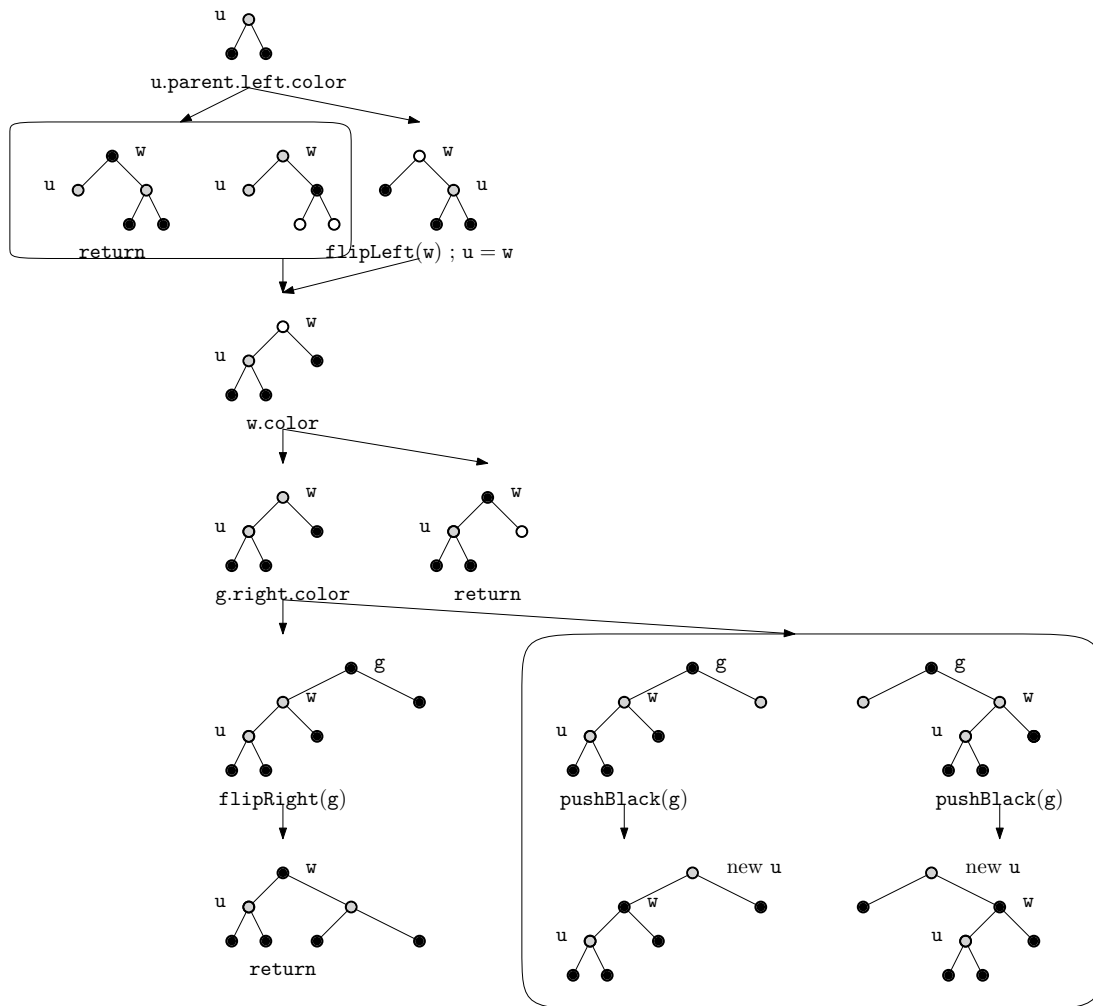 u
u.parent.left.color
w w w
u u u
return flipLeft(w) ; u = w
w
u
w.color
w w
u u
g.right.color return
g g g
w w w
u u u
flipRight(g) pushBlack(g) pushBlack(g)
w new u new u
u w w
u u
return